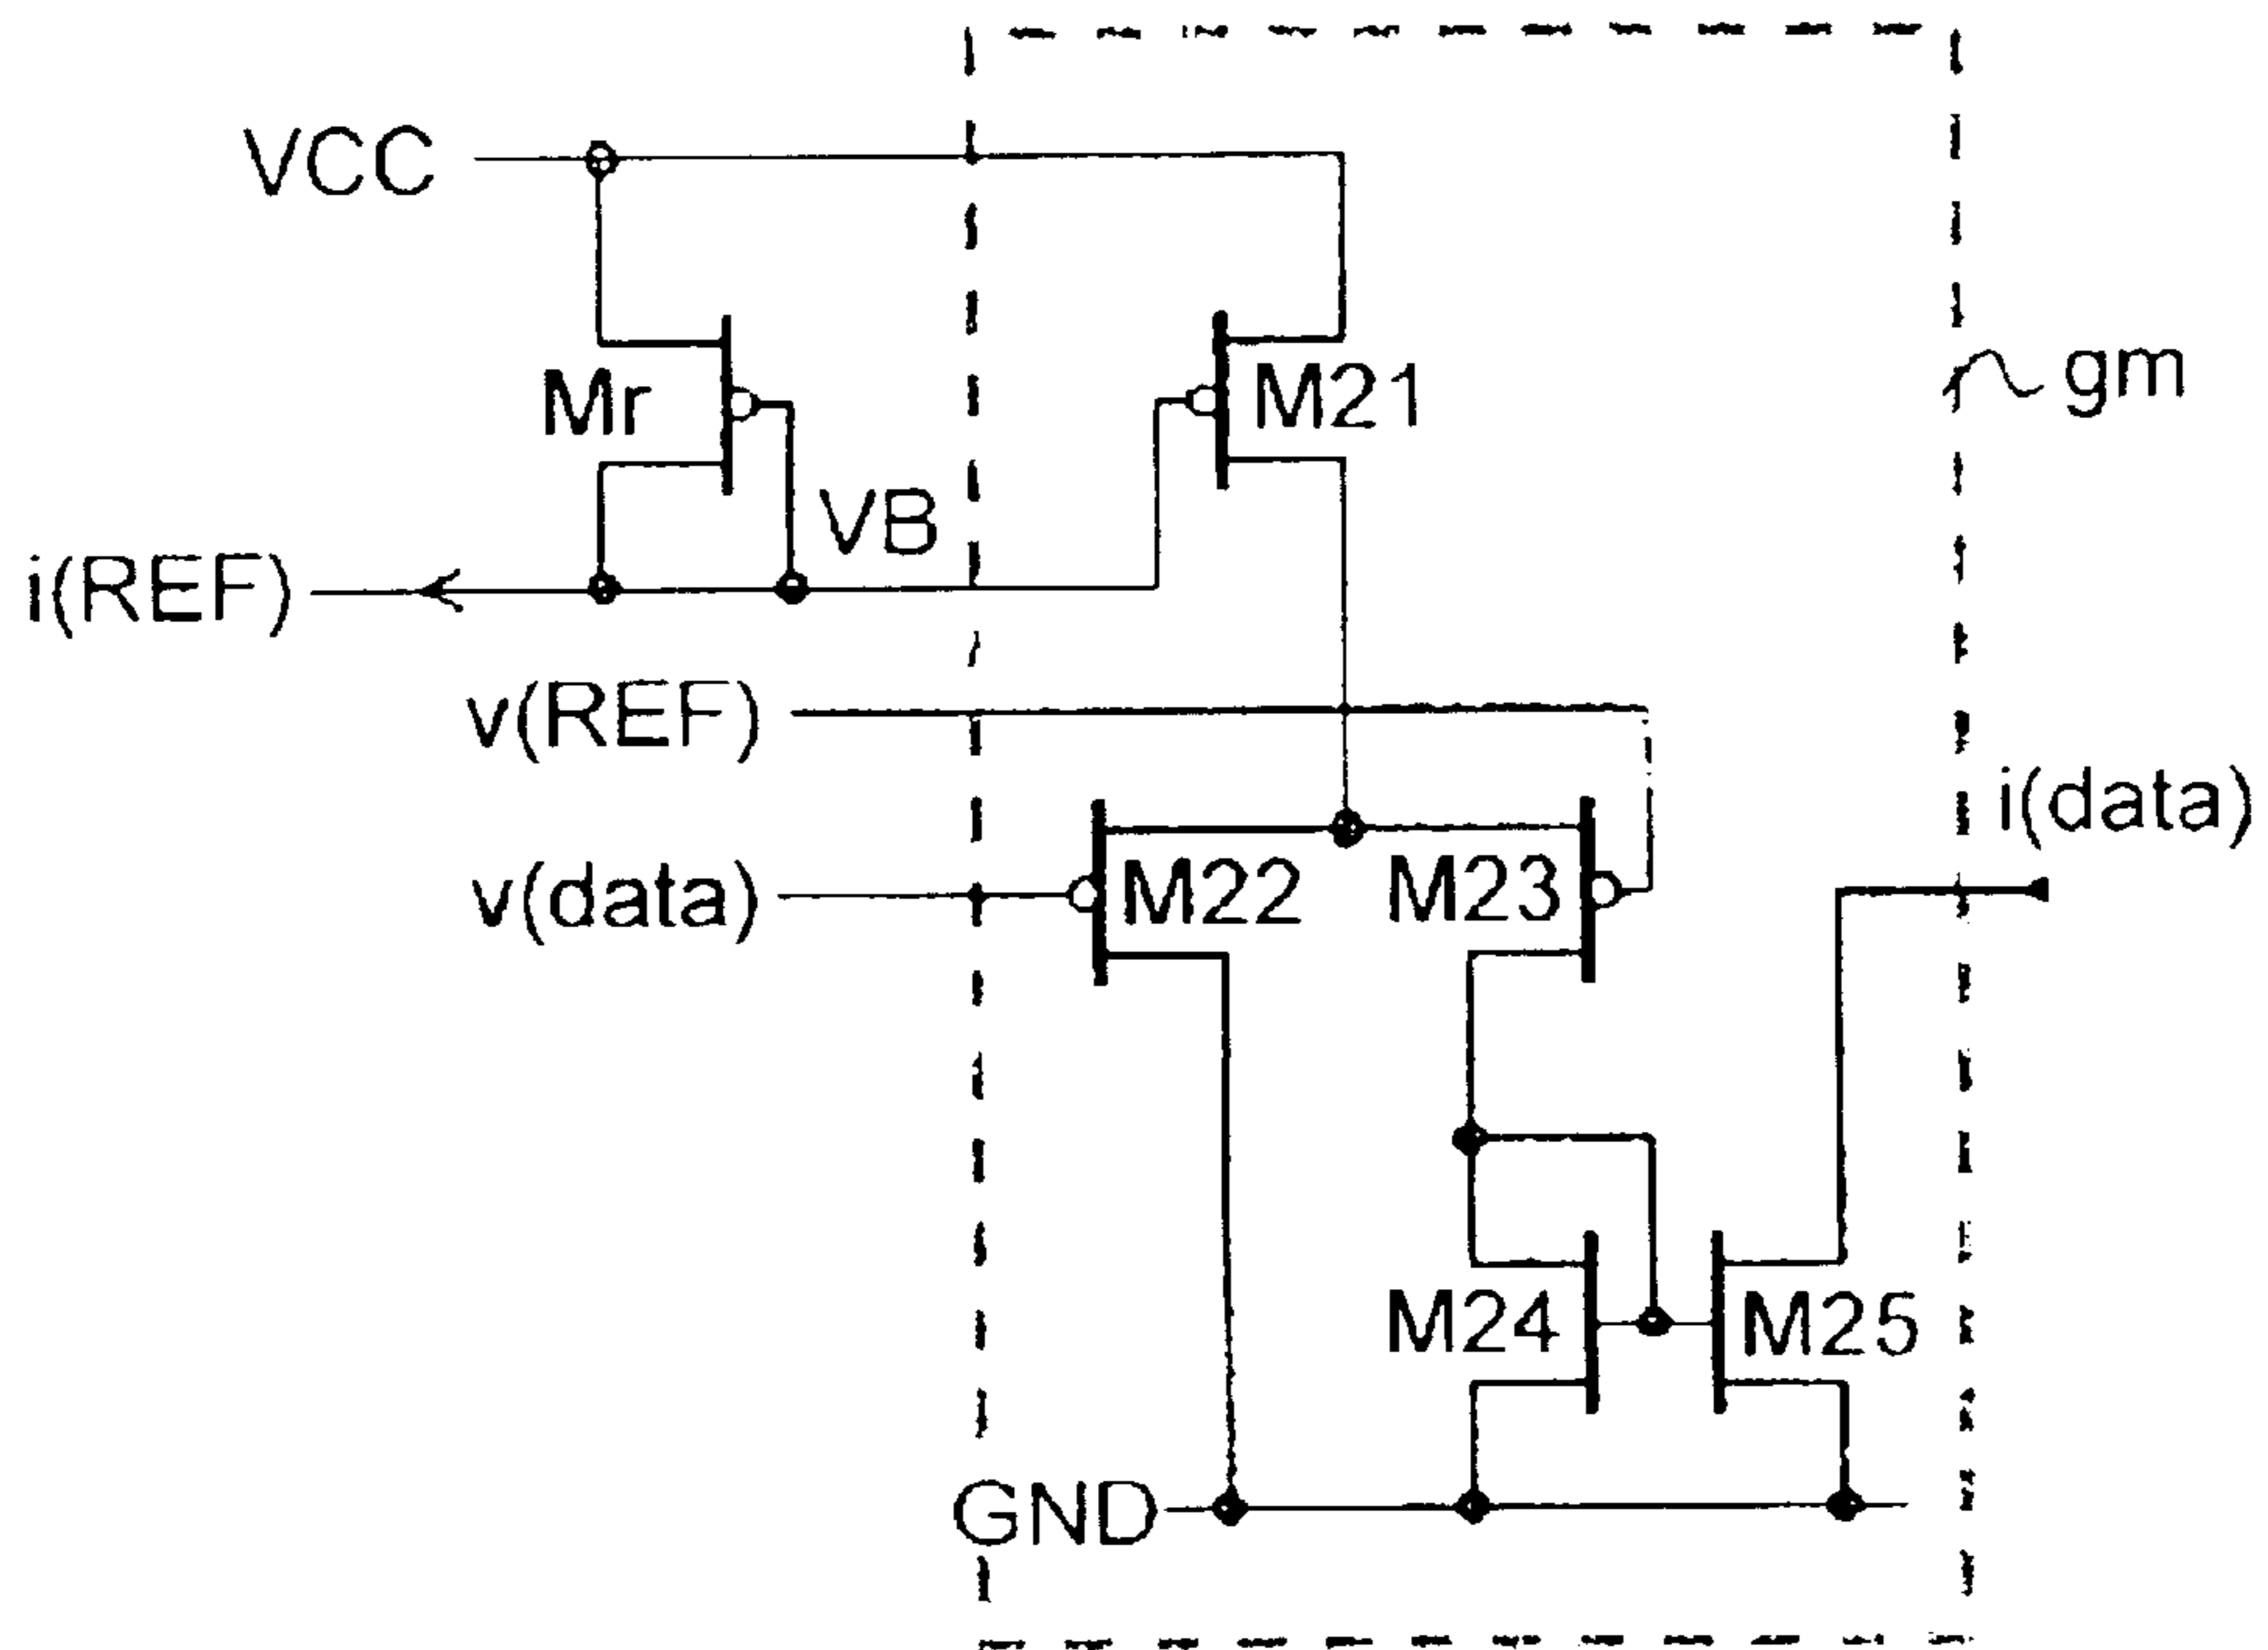 VCC
Mr
M21
gm
VB
i(REF)
v(REF)
i(data)
v(data)
M22
M23
M24
M25
GND